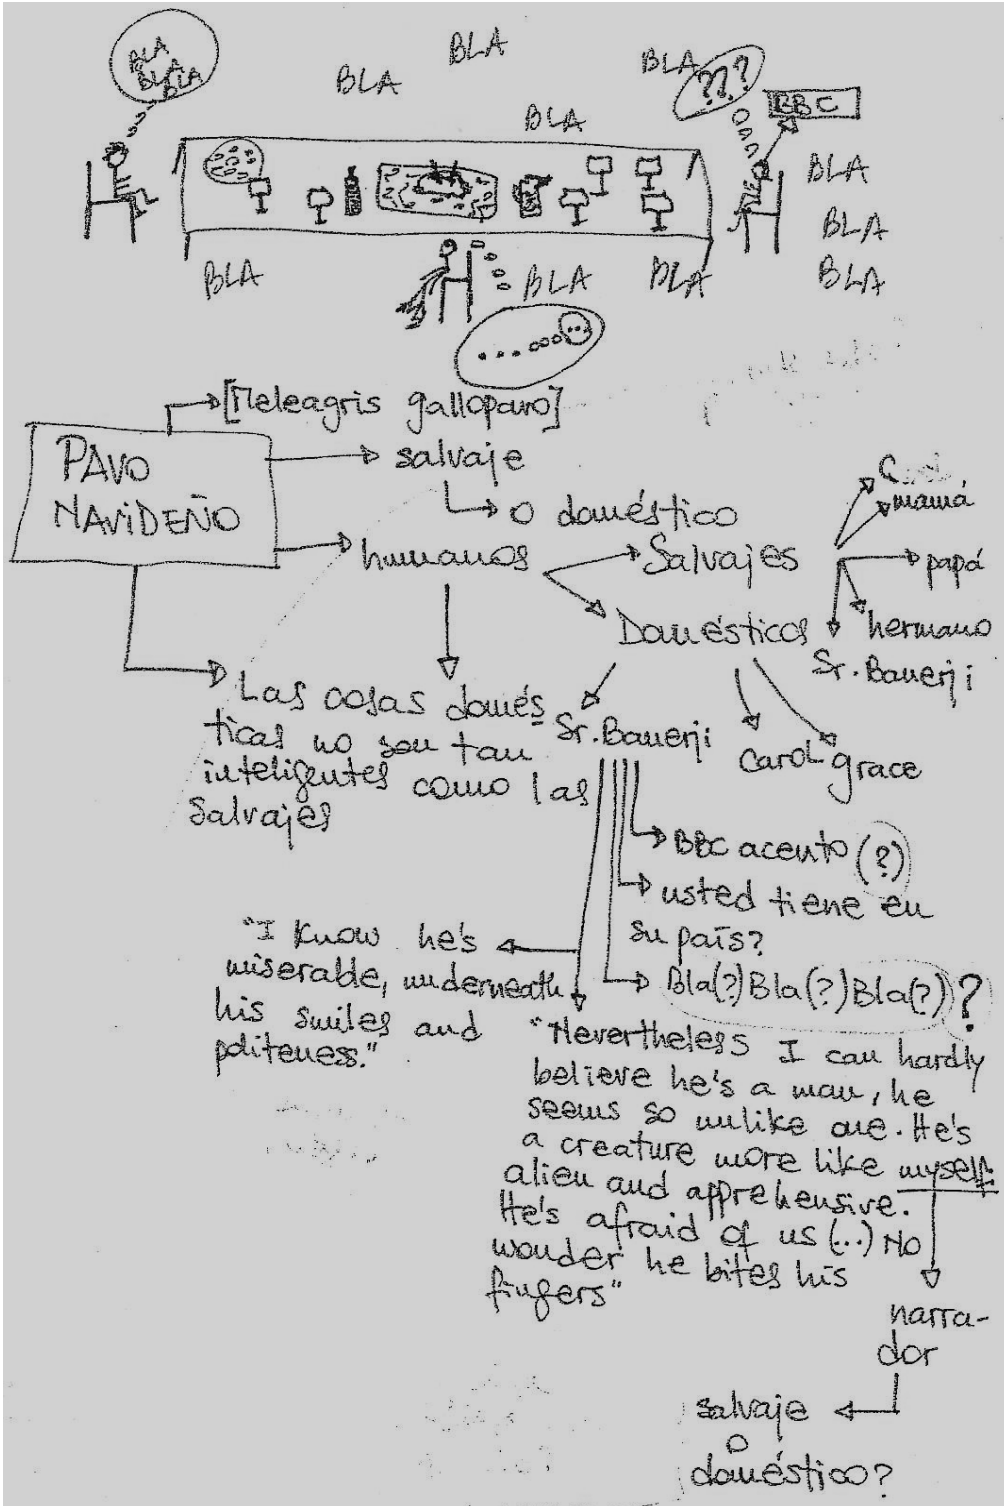 BLA
BLA
BLA
BLA
BLA
BLA
BLA
???
BBC
BLA
BLA
BLA
BLA
BLA
BLA
BLA
...
[Meleagris gallopavo]
PAVO
NAViDEÑO
salvaje
o doméstico
humanos
Salvajes
Domésticos
mamá
papá
hermano
Sr. Banerji
Las cosas domés
ticas no son tan
inteligentes como las
salvajes
Sr. Banerji
Carol
grace
BBC acento (?)
usted tiene en
su país?
Bla(?) Bla(?) Bla(?) ?
"I know he's
miserable, underneath
his smiles and
politeness."
"Nevertheless I can hardly
believe he's a man, he
seems so unlike one. He's
a creature more like myself:
alien and apprehensive.
He's afraid of us (...) No
wonder he bites his
fingers"
narra-
dor
salvaje
o
doméstico?